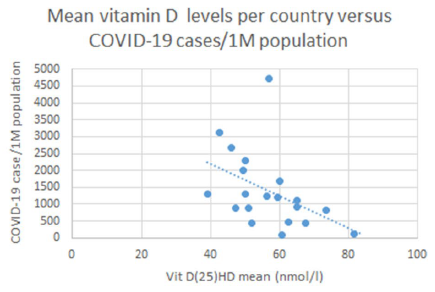 Mean vitamin D levels per country versus
COVID-19 cases/1M population
COVID-19 case/1M population
5000
4500
4000
3500
3000
2500
2000
1500
1000
500
0
0 20 40 60 80 100
Vit D(25)HD mean (nmol/l)